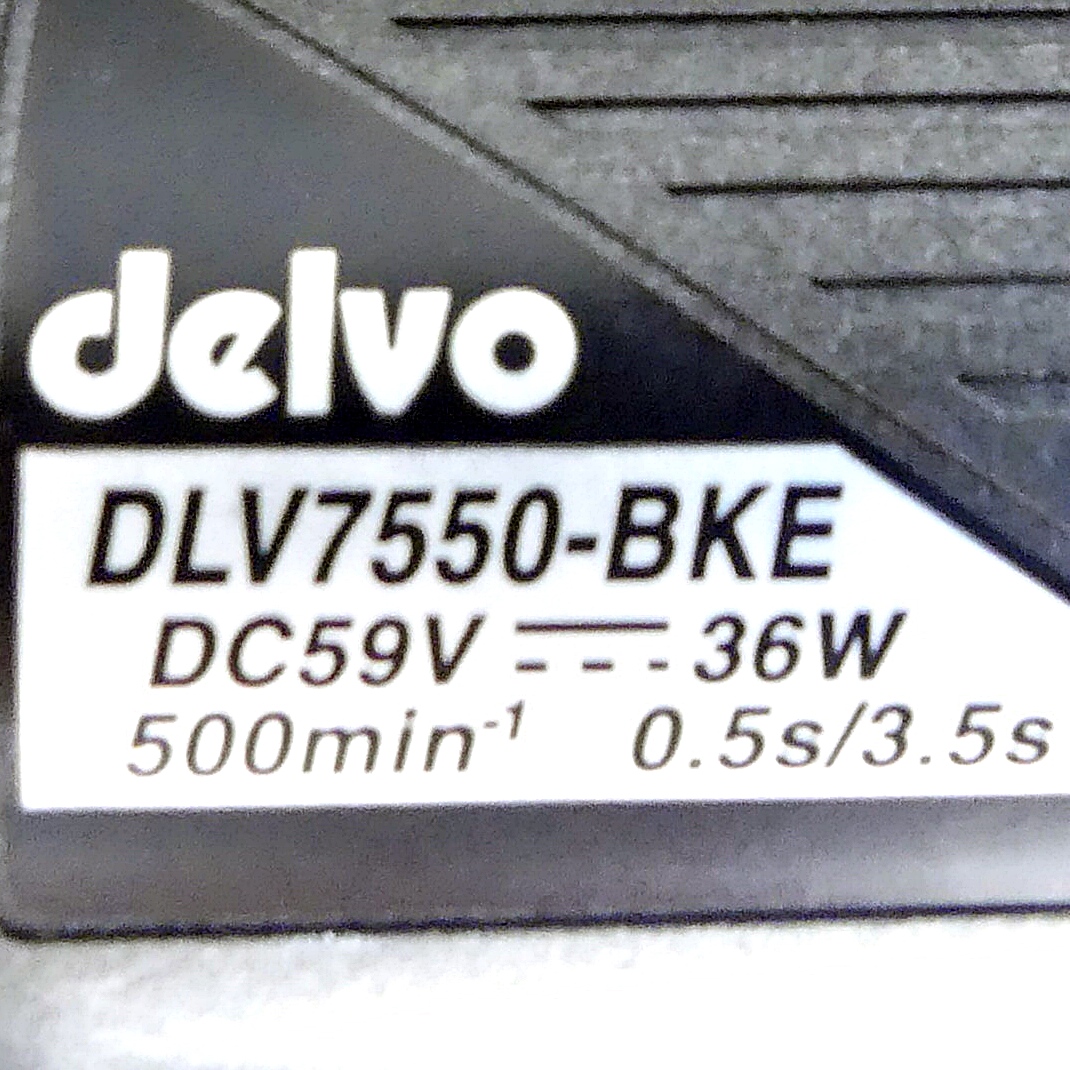 delvo
DLV7550-BKE
DC59V ⎓ 36W
500min⁻¹ 0.5s/3.5s